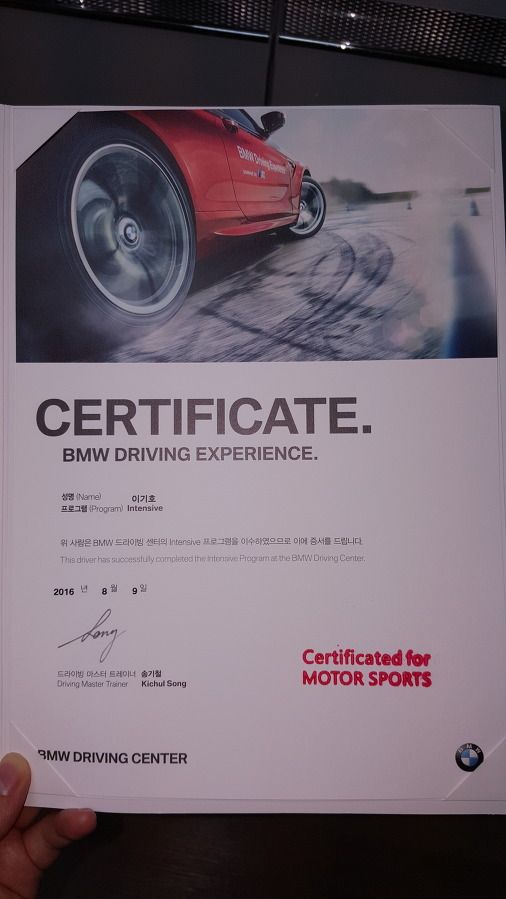 BMW Driving Experience
CERTIFICATE.
BMW DRIVING EXPERIENCE.
성명 (Name) 이기호
프로그램 (Program) Intensive
위 사람은 BMW 드라이빙 센터의 Intensive 프로그램을 이수하였으므로 이에 증서를 드립니다.
This driver has successfully completed the Intensive Program at the BMW Driving Center.
2016 년 8 월 9 일
드라이빙 마스터 트레이너 송기철
Driving Master Trainer Kichul Song
Certificated for
MOTOR SPORTS
BMW DRIVING CENTER
BMW